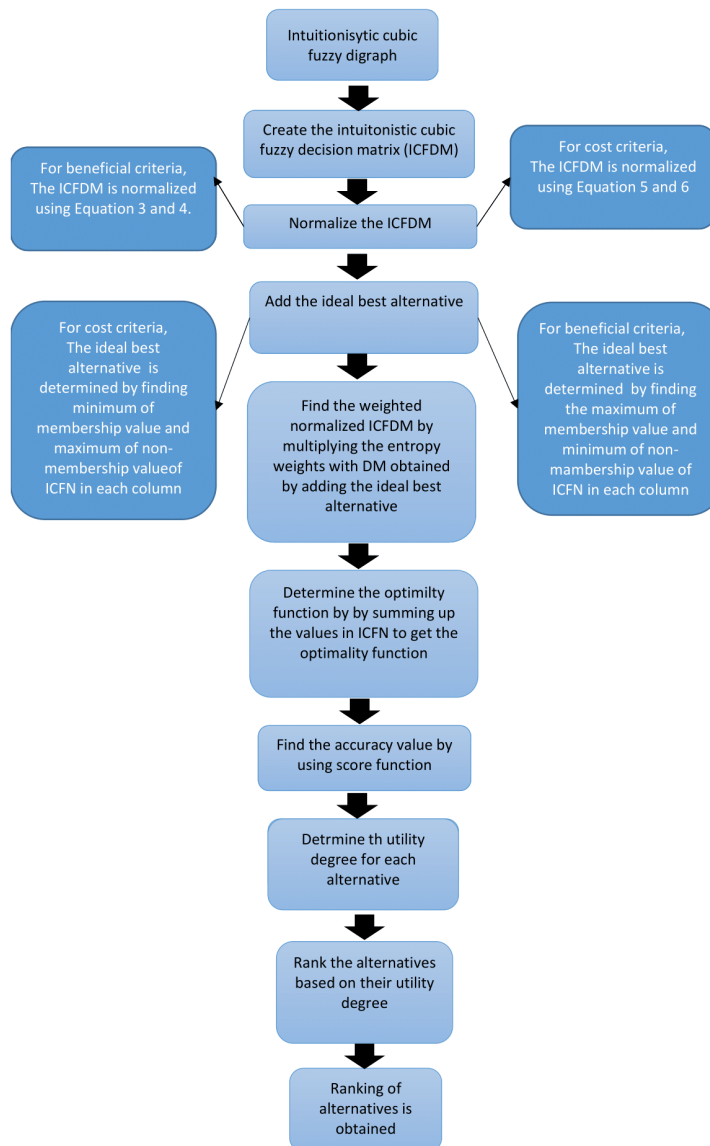 Intuitionisytic cubic
fuzzy digraph
Create the intuitonistic cubic
fuzzy decision matrix (ICFDM)
For beneficial criteria,
The ICFDM is normalized
using Equation 3 and 4.
For cost criteria,
The ICFDM is normalized
using Equation 5 and 6
Normalize the ICFDM
Add the ideal best alternative
For cost criteria,
The ideal best
alternative is
determined by finding
minimum of
membership value and
maximum of non-
membership valueof
ICFN in each column
For beneficial criteria,
The ideal best
alternative is
determined by finding
the maximum of
membership value and
minimum of non-
mambership value of
ICFN in each column
Find the weighted
normalized ICFDM by
multiplying the entropy
weights with DM obtained
by adding the ideal best
alternative
Determine the optimilty
function by by summing up
the values in ICFN to get the
optimality function
Find the accuracy value by
using score function
Detrmine th utility
degree for each
alternative
Rank the alternatives
based on their utility
degree
Ranking of
alternatives is
obtained